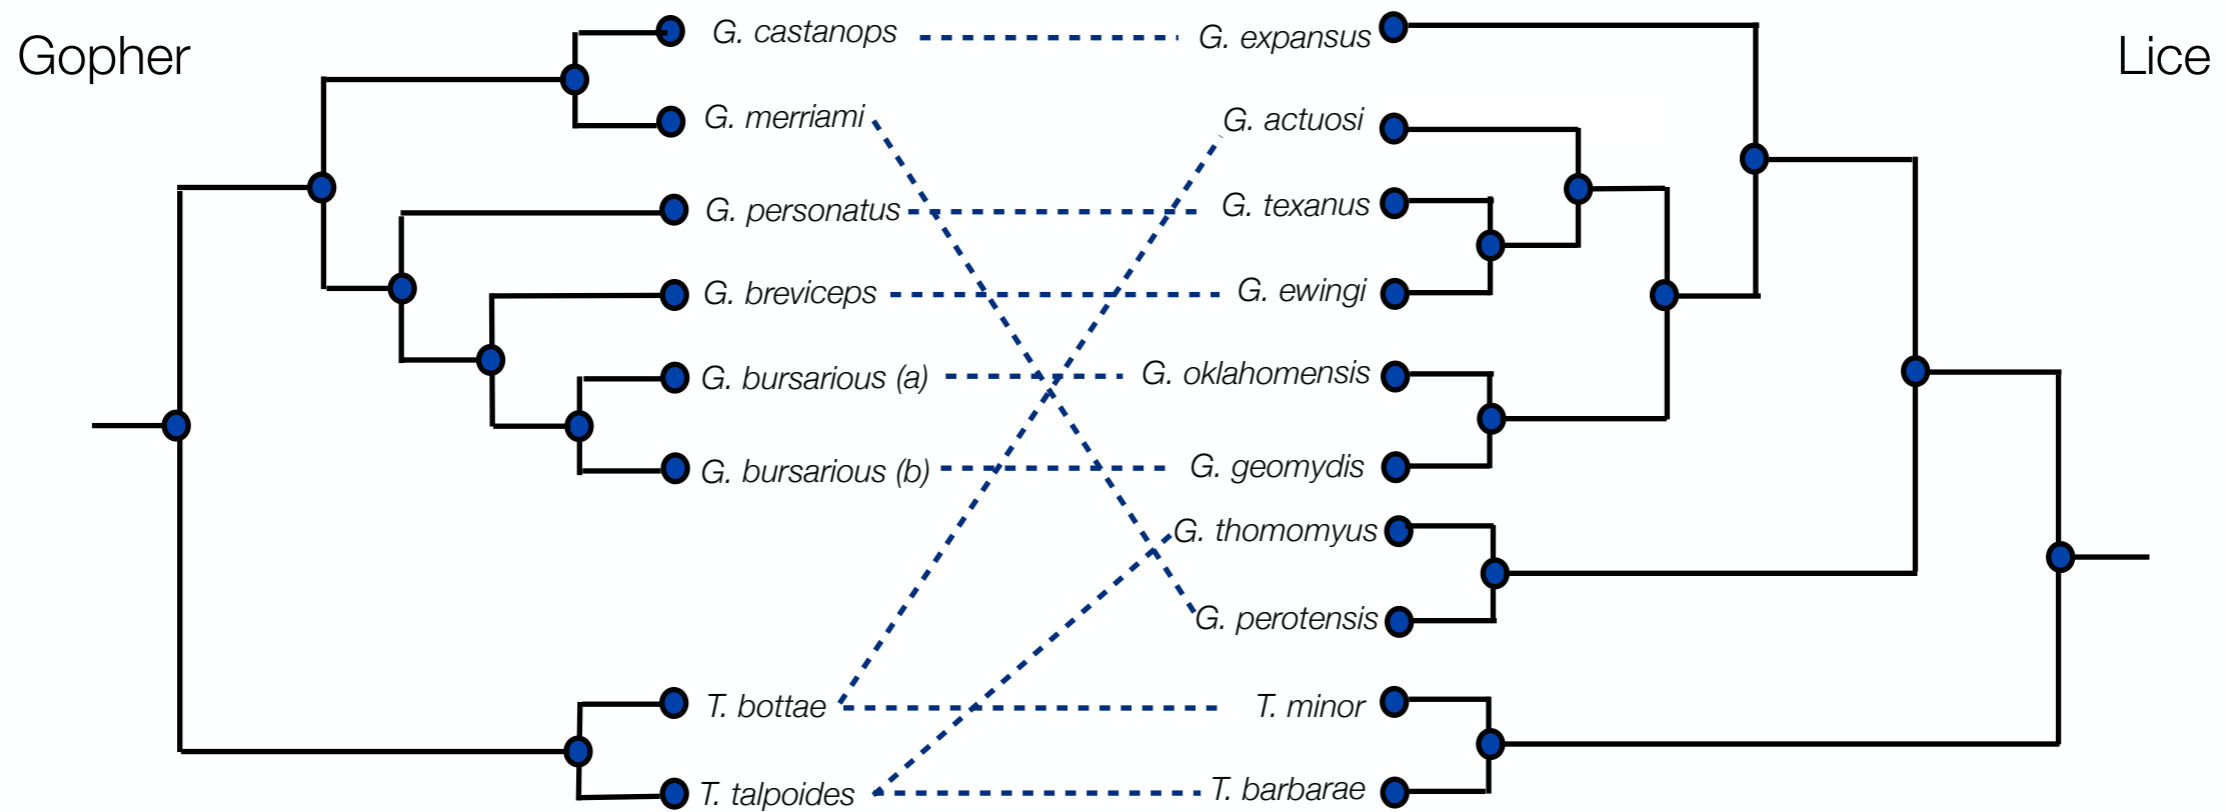 Gopher
Lice
G. castanops
G. merriami
G. personatus
G. breviceps
G. bursarious (a)
G. bursarious (b)
T. bottae
T. talpoides
G. expansus
G. actuosi
G. texanus
G. ewingi
G. oklahomensis
G. geomydis
G. thomomyus
G. perotensis
T. minor
T. barbarae